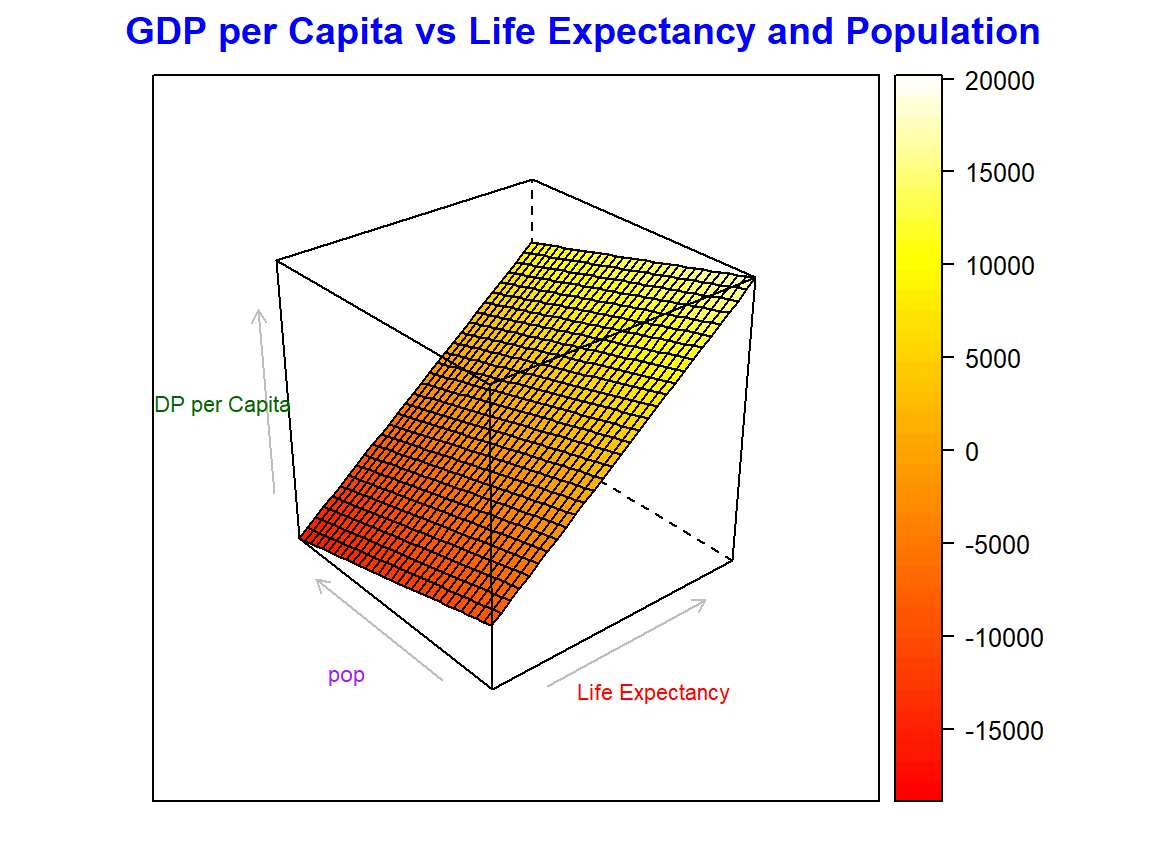 GDP per Capita vs Life Expectancy and Population
20000
15000
10000
5000
0
-5000
-10000
-15000
DP per Capita
pop
Life Expectancy